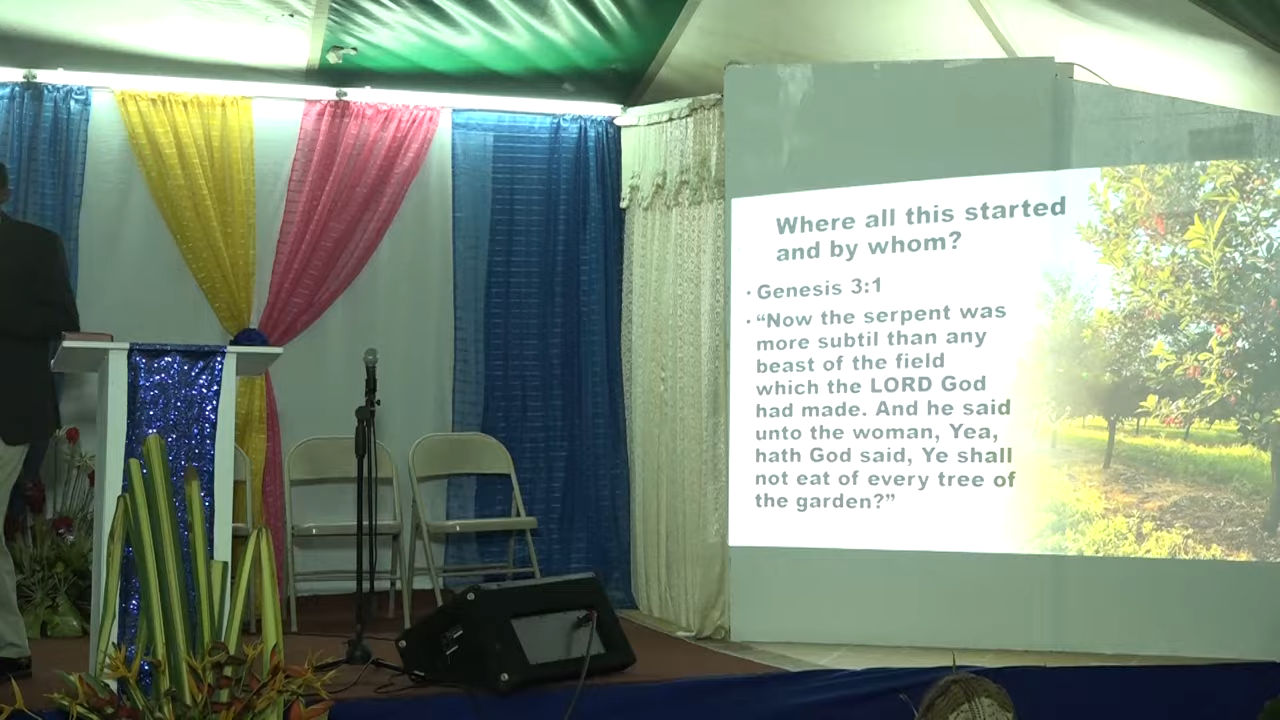 Where all this started
and by whom?
· Genesis 3:1
· “Now the serpent was
more subtil than any
beast of the field
which the LORD God
had made. And he said
unto the woman, Yea,
hath God said, Ye shall
not eat of every tree of
the garden?”